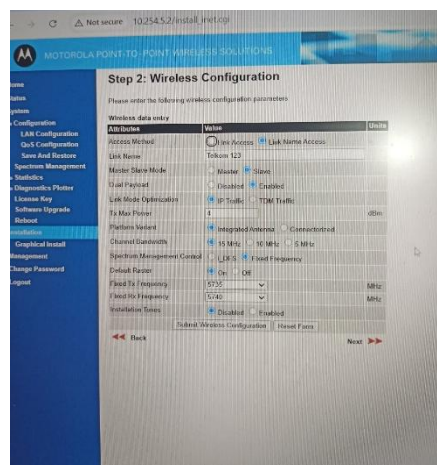 Not secure 10.254.5.2/install_inet.cgi
MOTOROLA POINT-TO-POINT WIRELESS SOLUTIONS
Home
Status
System
Configuration
LAN Configuration
QoS Configuration
Save And Restore
Spectrum Management
Statistics
Diagnostics Plotter
License Key
Software Upgrade
Reboot
Installation
Graphical Install
Management
Change Password
Logout
Step 2: Wireless Configuration
Please enter the following wireless configuration parameters
Wireless data entry
Attributes Value Units
Access Method Link Access Link Name Access
Link Name Telkom 123
Master Slave Mode Master Slave
Dual Payload Disabled Enabled
Link Mode Optimization IP Traffic TDM Traffic
Tx Max Power 4 dBm
Platform Variant Integrated Antenna Connectorized
Channel Bandwidth 15 MHz 10 MHz 5 MHz
Spectrum Management Control i_DFS Fixed Frequency
Default Raster On Off
Fixed Tx Frequency 5735 MHz
Fixed Rx Frequency 5740 MHz
Installation Tones Disabled Enabled
Submit Wireless Configuration Reset Form
Back Next